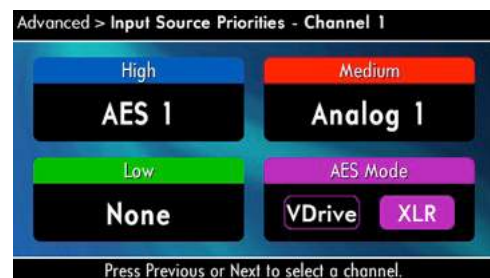 Advanced > Input Source Priorities - Channel 1
High
AES 1
Medium
Analog 1
Low
None
AES Mode
VDrive XLR
Press Previous or Next to select a channel.